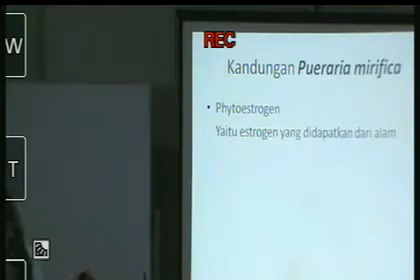 REC
W
Kandungan Pueraria mirifica
Phytoestrogen
Yaitu estrogen yang didapatkan dari alam
T